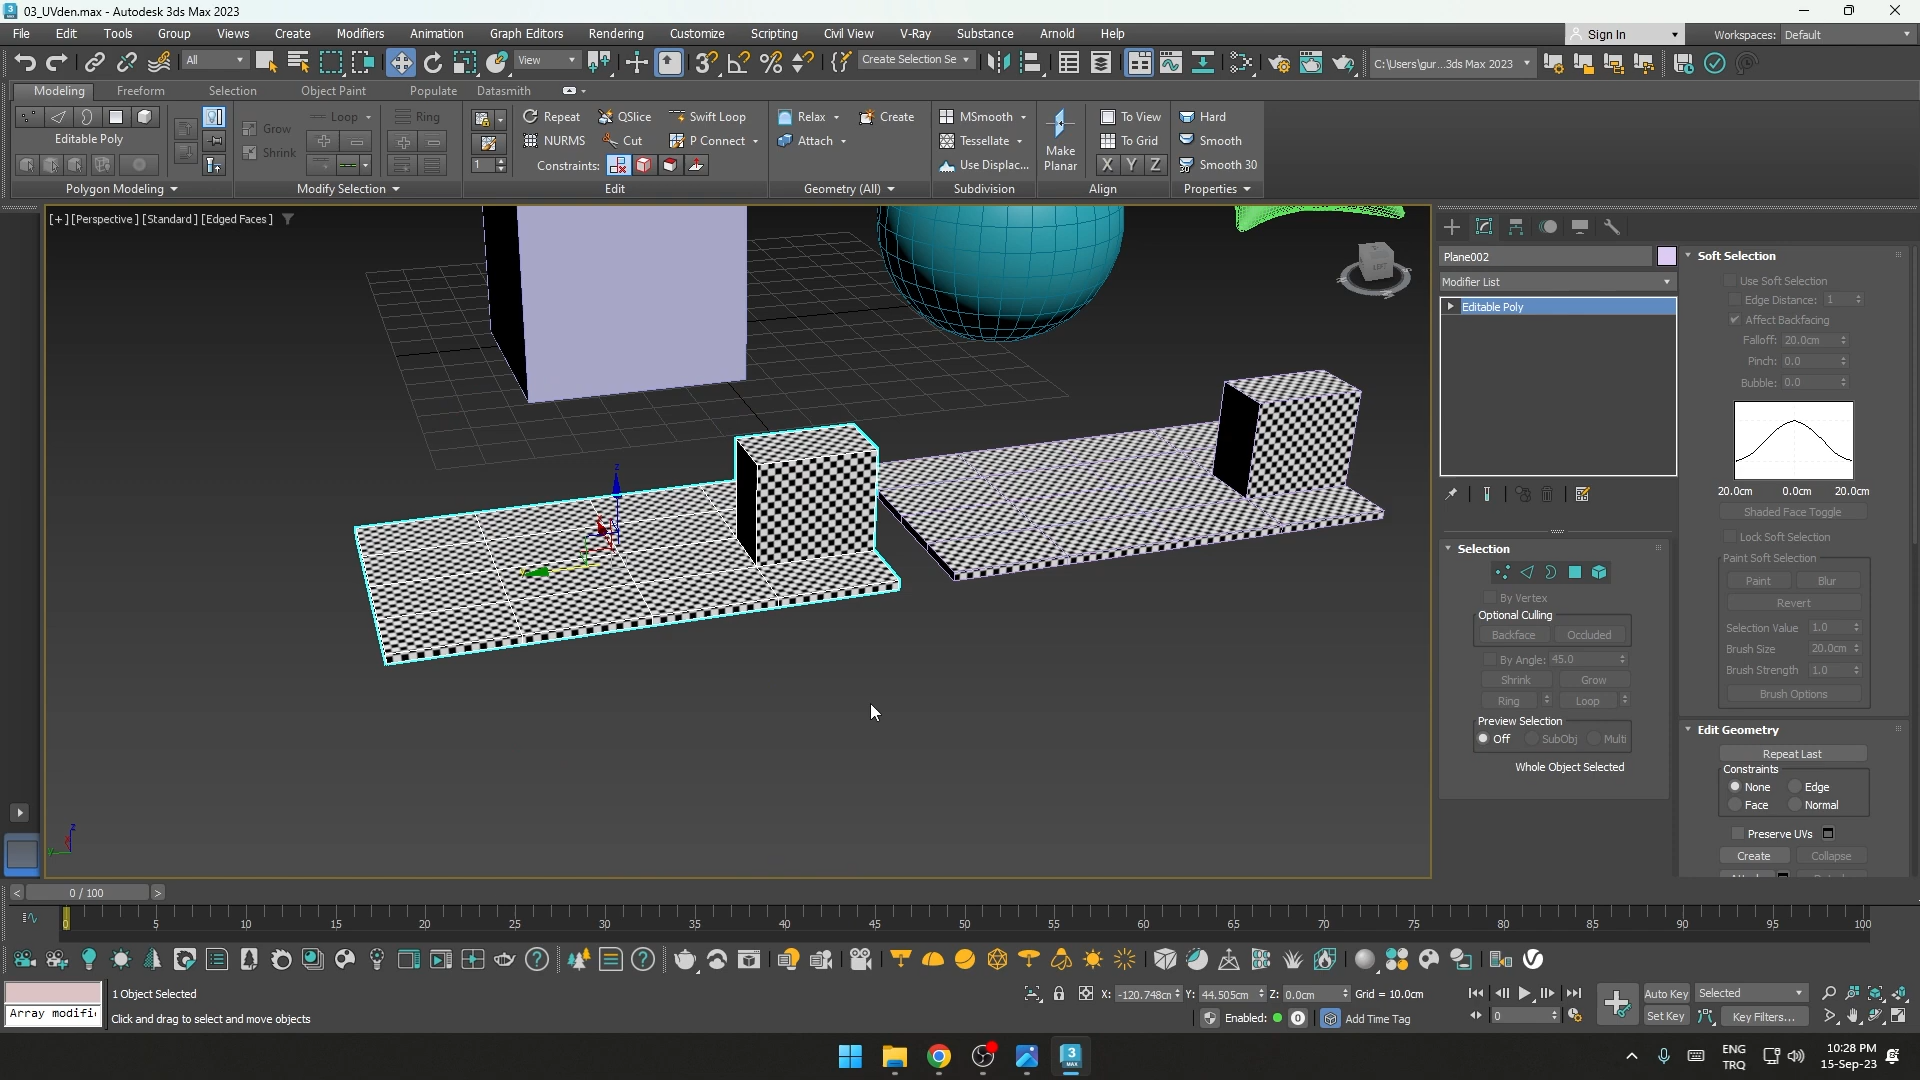 03_UVden.max - Autodesk 3ds Max 2023
File Edit Tools Group Views Create Modifiers Animation Graph Editors Rendering Customize Scripting Civil View V-Ray Substance Arnold Help
Sign In Workspaces: Default
All View Create Selection Se C:\Users\gur...3ds Max 2023
Modeling Freeform Selection Object Paint Populate Datasmith
Grow Loop Ring Repeat QSlice Swift Loop Relax Create MSmooth To View Hard
Editable Poly Shrink NURMS Cut P Connect Attach Tessellate Make Planar To Grid Smooth
1 Constraints: Use Displac... X Y Z Smooth 30
Polygon Modeling Modify Selection Edit Geometry (All) Subdivision Align Properties
[+] [Perspective] [Standard] [Edged Faces]
LEFT
z
y
z
Plane002
Modifier List
Editable Poly
Selection
By Vertex
Optional Culling
Backface Occluded
By Angle: 45.0
Shrink Grow
Ring Loop
Preview Selection
Off SubObj Multi
Whole Object Selected
Soft Selection
Use Soft Selection
Edge Distance: 1
Affect Backfacing
Falloff: 20.0cm
Pinch: 0.0
Bubble: 0.0
20.0cm 0.0cm 20.0cm
Shaded Face Toggle
Lock Soft Selection
Paint Soft Selection
Paint Blur
Revert
Selection Value 1.0
Brush Size 20.0cm
Brush Strength 1.0
Brush Options
Edit Geometry
Repeat Last
Constraints
None Edge
Face Normal
Preserve UVs
Create Collapse
< 0 / 100 >
0 5 10 15 20 25 30 35 40 45 50 55 60 65 70 75 80 85 90 95 100
1 Object Selected X: -120.748cm Y: 44.505cm Z: 0.0cm Grid = 10.0cm Auto Key Selected
Array modifi Click and drag to select and move objects Enabled: 0 Add Time Tag 0 Set Key Key Filters...
3 MAX ENG 10:28 PM
TRQ 15-Sep-23